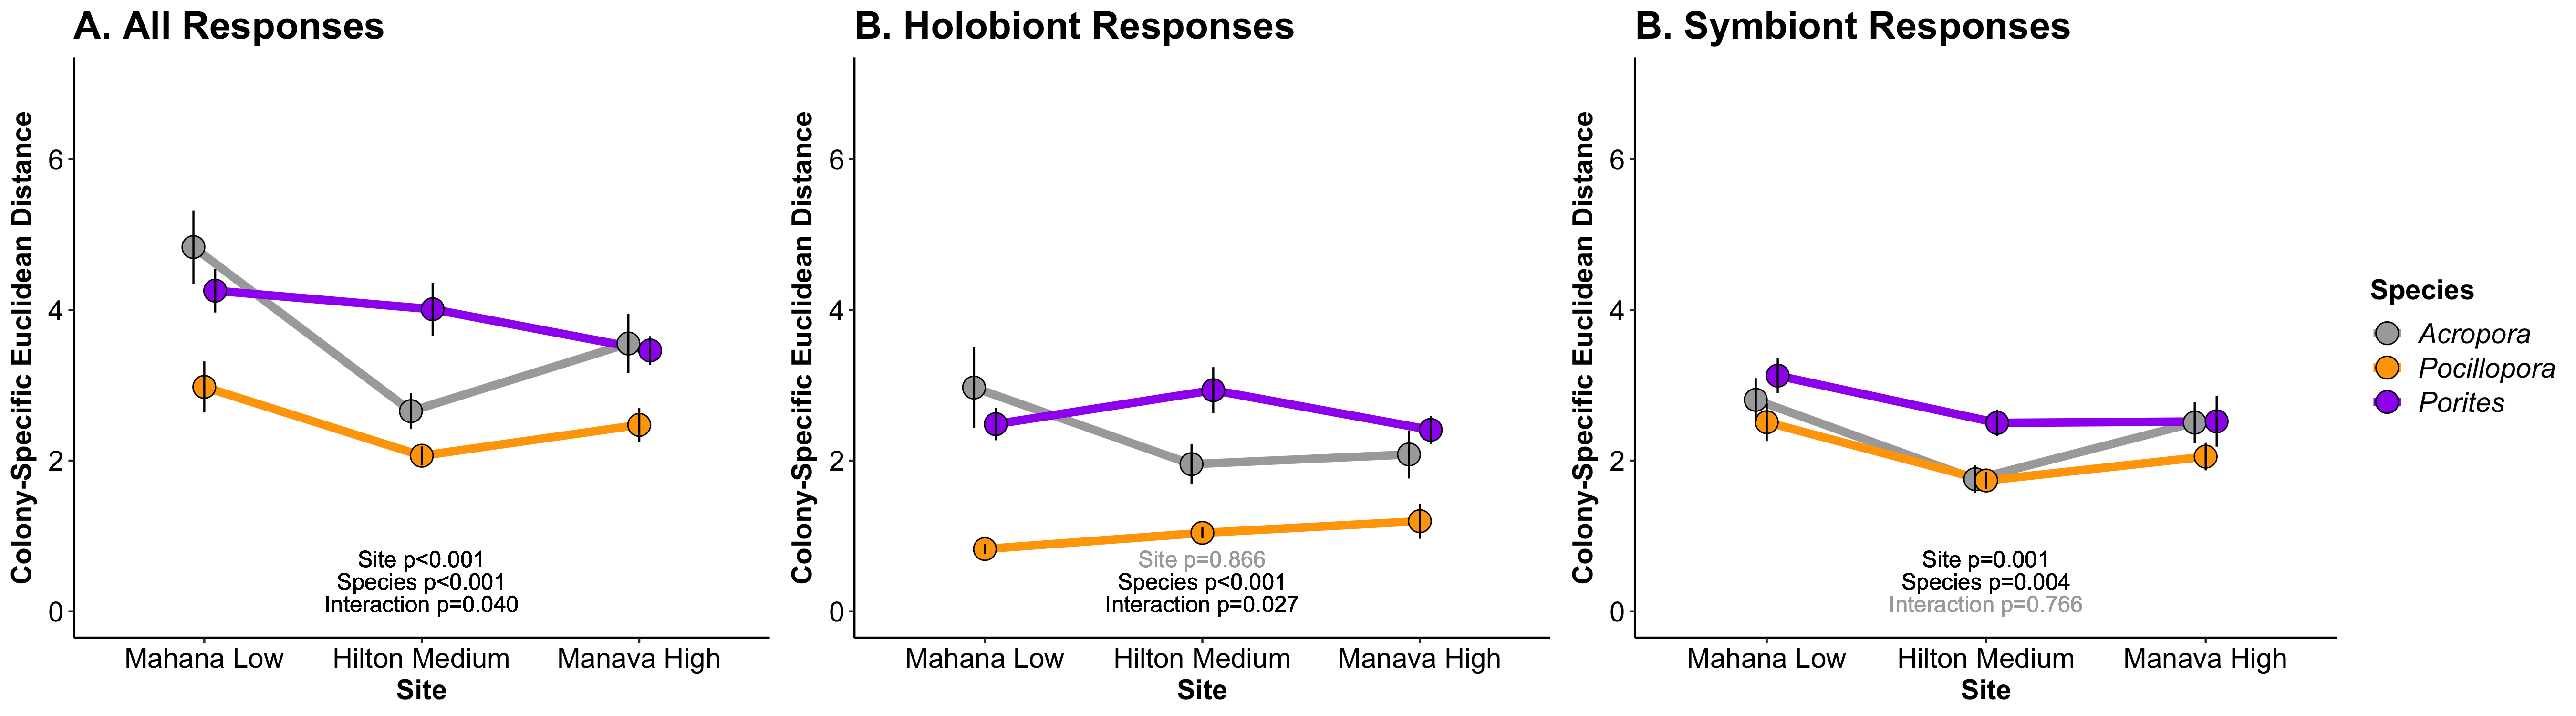 A. All Responses
Colony-Specific Euclidean Distance
6
4
2
0
Site p<0.001
Species p<0.001
Interaction p=0.040
Mahana Low
Hilton Medium
Manava High
Site
B. Holobiont Responses
Colony-Specific Euclidean Distance
6
4
2
0
Site p=0.866
Species p<0.001
Interaction p=0.027
Mahana Low
Hilton Medium
Manava High
Site
B. Symbiont Responses
Colony-Specific Euclidean Distance
6
4
2
0
Site p=0.001
Species p=0.004
Interaction p=0.766
Mahana Low
Hilton Medium
Manava High
Site
Species
Acropora
Pocillopora
Porites